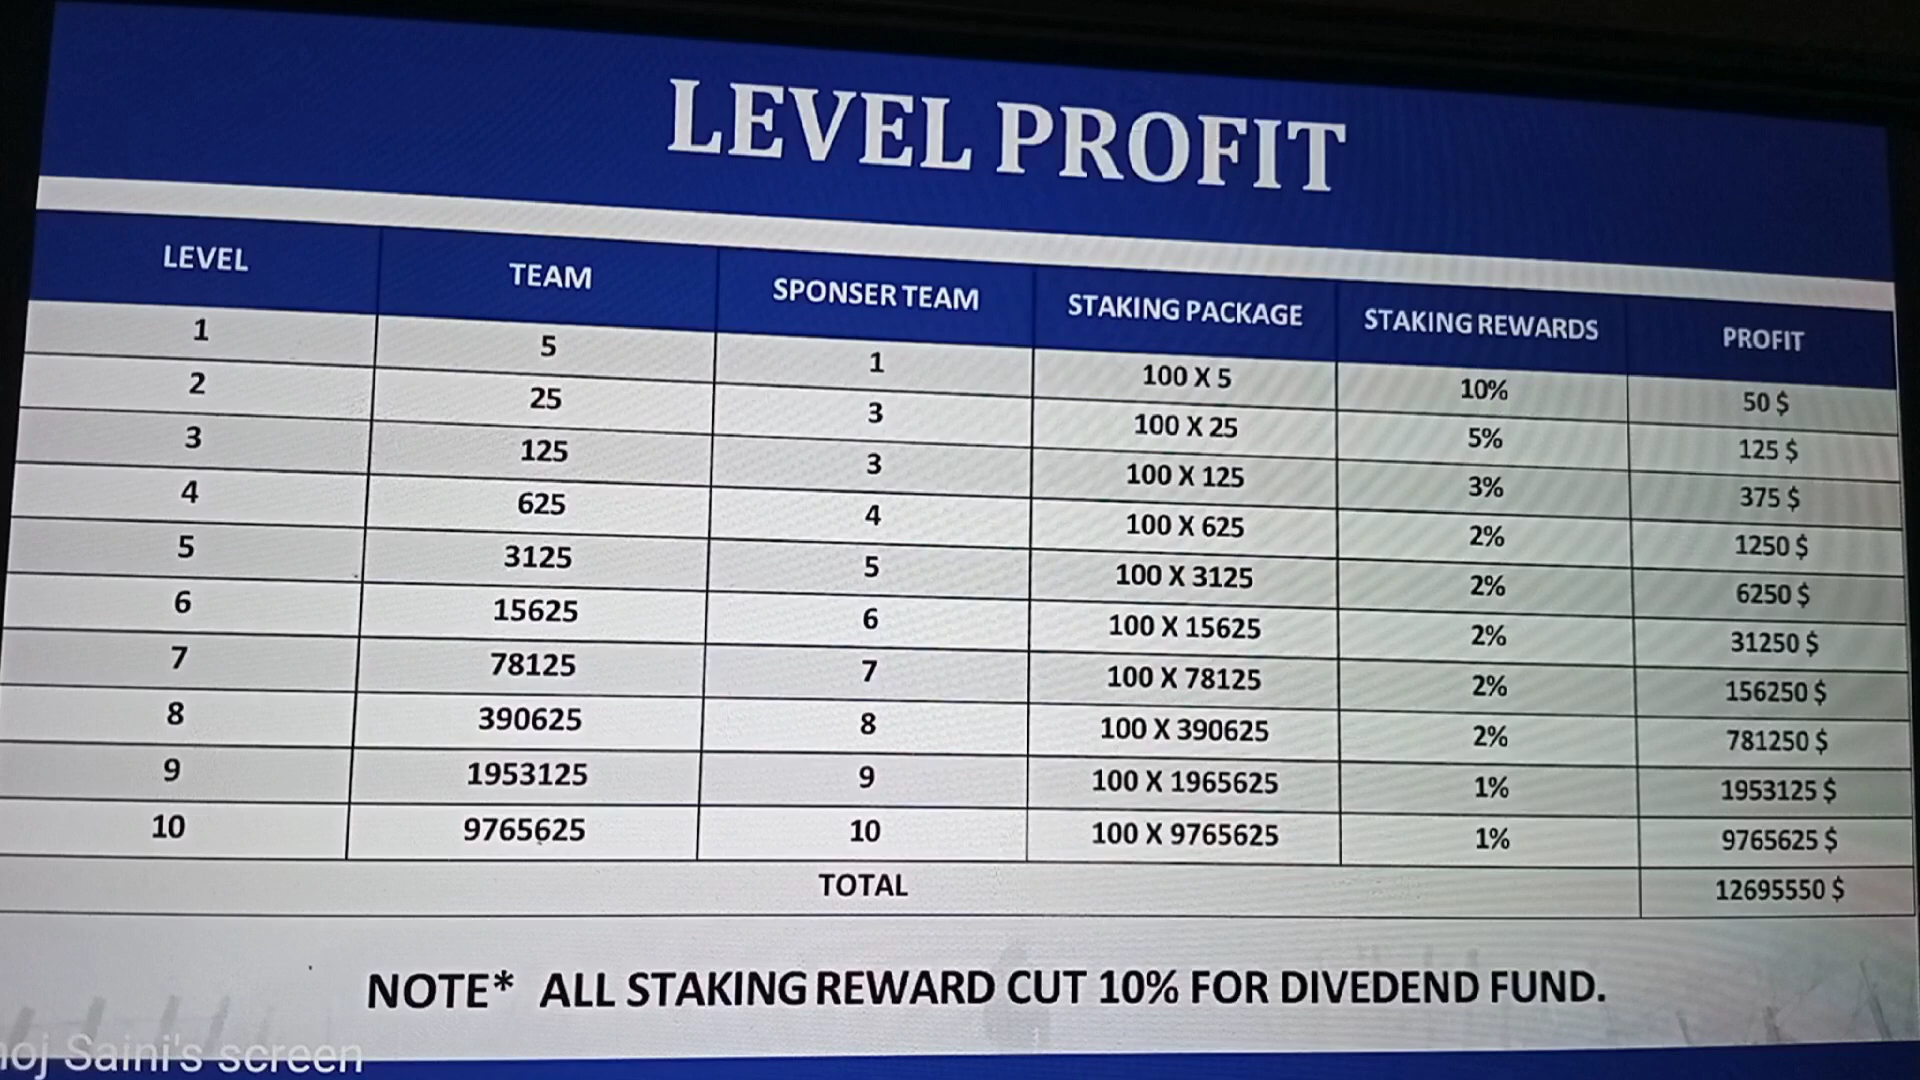 LEVEL PROFIT
LEVEL TEAM SPONSER TEAM STAKING PACKAGE STAKING REWARDS PROFIT
1 5 1 100 X 5 10% 50 $
2 25 3 100 X 25 5% 125 $
3 125 3 100 X 125 3% 375 $
4 625 4 100 X 625 2% 1250 $
5 3125 5 100 X 3125 2% 6250 $
6 15625 6 100 X 15625 2% 31250 $
7 78125 7 100 X 78125 2% 156250 $
8 390625 8 100 X 390625 2% 781250 $
9 1953125 9 100 X 1965625 1% 1953125 $
10 9765625 10 100 X 9765625 1% 9765625 $
TOTAL 12695550 $
NOTE* ALL STAKING REWARD CUT 10% FOR DIVEDEND FUND.
Saini's screen